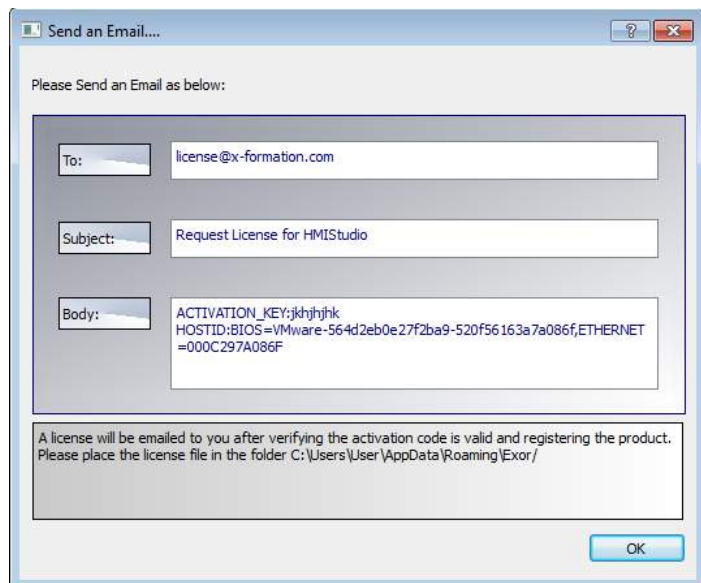 Send an Email....
Please Send an Email as below:
To:
license@x-formation.com
Subject:
Request License for HMIStudio
Body:
ACTIVATION_KEY:jkhjhjhk
HOSTID:BIOS=VMware-564d2eb0e27f2ba9-520f56163a7a086f,ETHERNET
=000C297A086F
A license will be emailed to you after verifying the activation code is valid and registering the product.
Please place the license file in the folder C:\Users\User\AppData\Roaming\Exor/
OK